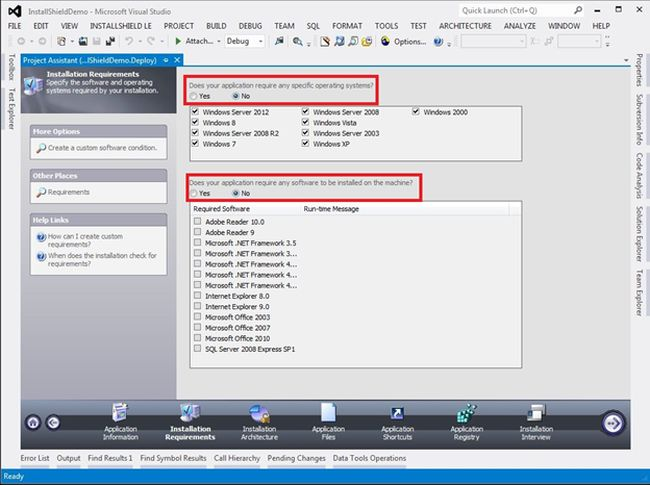 InstallShieldDemo - Microsoft Visual Studio
Quick Launch (Ctrl+Q)
FILE EDIT VIEW INSTALLSHIELD LE PROJECT BUILD DEBUG TEAM SQL FORMAT TOOLS TEST ARCHITECTURE ANALYZE WINDOW HELP
Attach... Debug Options...
Toolbox
Test Explorer
Project Assistant (...lShieldDemo.Deploy)
Installation Requirements
Specify the software and operating systems required by your installation.
More Options
Create a custom software condition.
Other Places
Requirements
Help Links
How can I create custom requirements?
When does the installation check for requirements?
Does your application require any specific operating systems?
Yes No
Windows Server 2012 Windows Server 2008 Windows 2000
Windows 8 Windows Vista
Windows Server 2008 R2 Windows Server 2003
Windows 7 Windows XP
Does your application require any software to be installed on the machine?
Yes No
Required Software Run-time Message
Adobe Reader 10.0
Adobe Reader 9
Microsoft .NET Framework 3.5
Microsoft .NET Framework 3...
Microsoft .NET Framework 4...
Microsoft .NET Framework 4...
Microsoft .NET Framework 4...
Internet Explorer 8.0
Internet Explorer 9.0
Microsoft Office 2003
Microsoft Office 2007
Microsoft Office 2010
SQL Server 2008 Express SP1
Properties
Subversion Info
Code Analysis
Solution Explorer
Team Explorer
Application Information
Installation Requirements
Installation Architecture
Application Files
Application Shortcuts
Application Registry
Installation Interview
Error List Output Find Results 1 Find Symbol Results Call Hierarchy Pending Changes Data Tools Operations
Ready